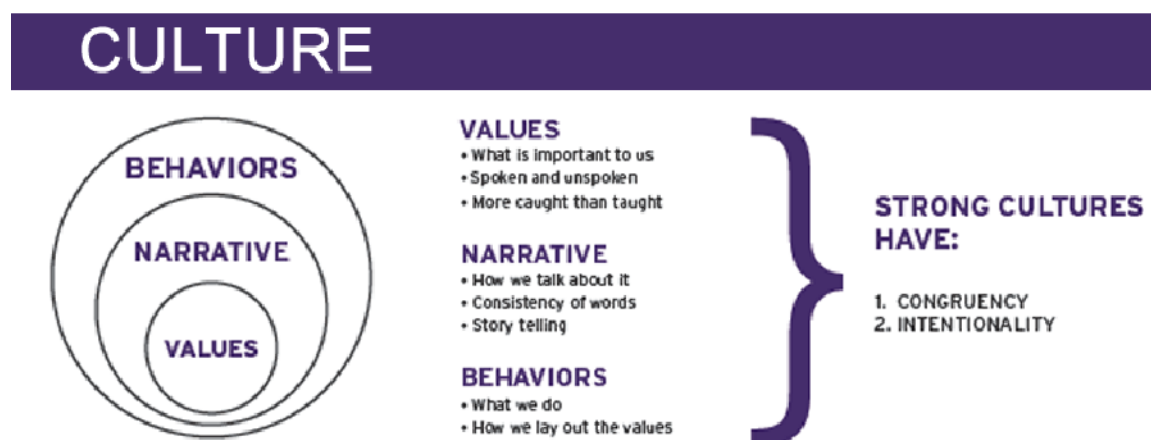 CULTURE
BEHAVIORS
NARRATIVE
VALUES
VALUES
• What is important to us
• Spoken and unspoken
• More caught than taught
NARRATIVE
• How we talk about it
• Consistency of words
• Story telling
BEHAVIORS
• What we do
• How we lay out the values
STRONG CULTURES
HAVE:
1. CONGRUENCY
2. INTENTIONALITY